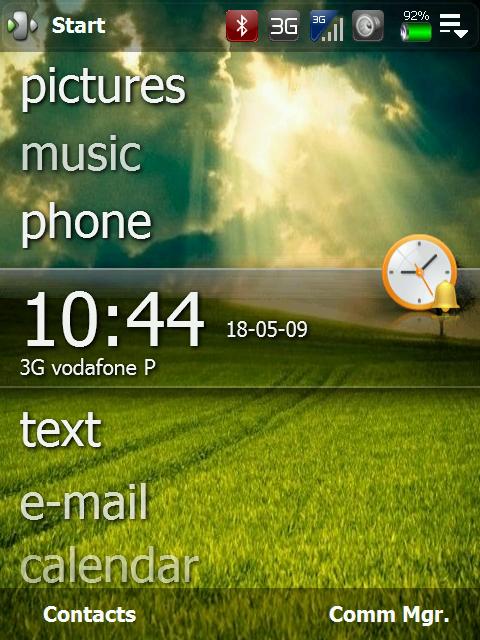 Start
3G
3G
92%
pictures
music
phone
10:44 18-05-09
3G vodafone P
text
e-mail
calendar
Contacts Comm Mgr.